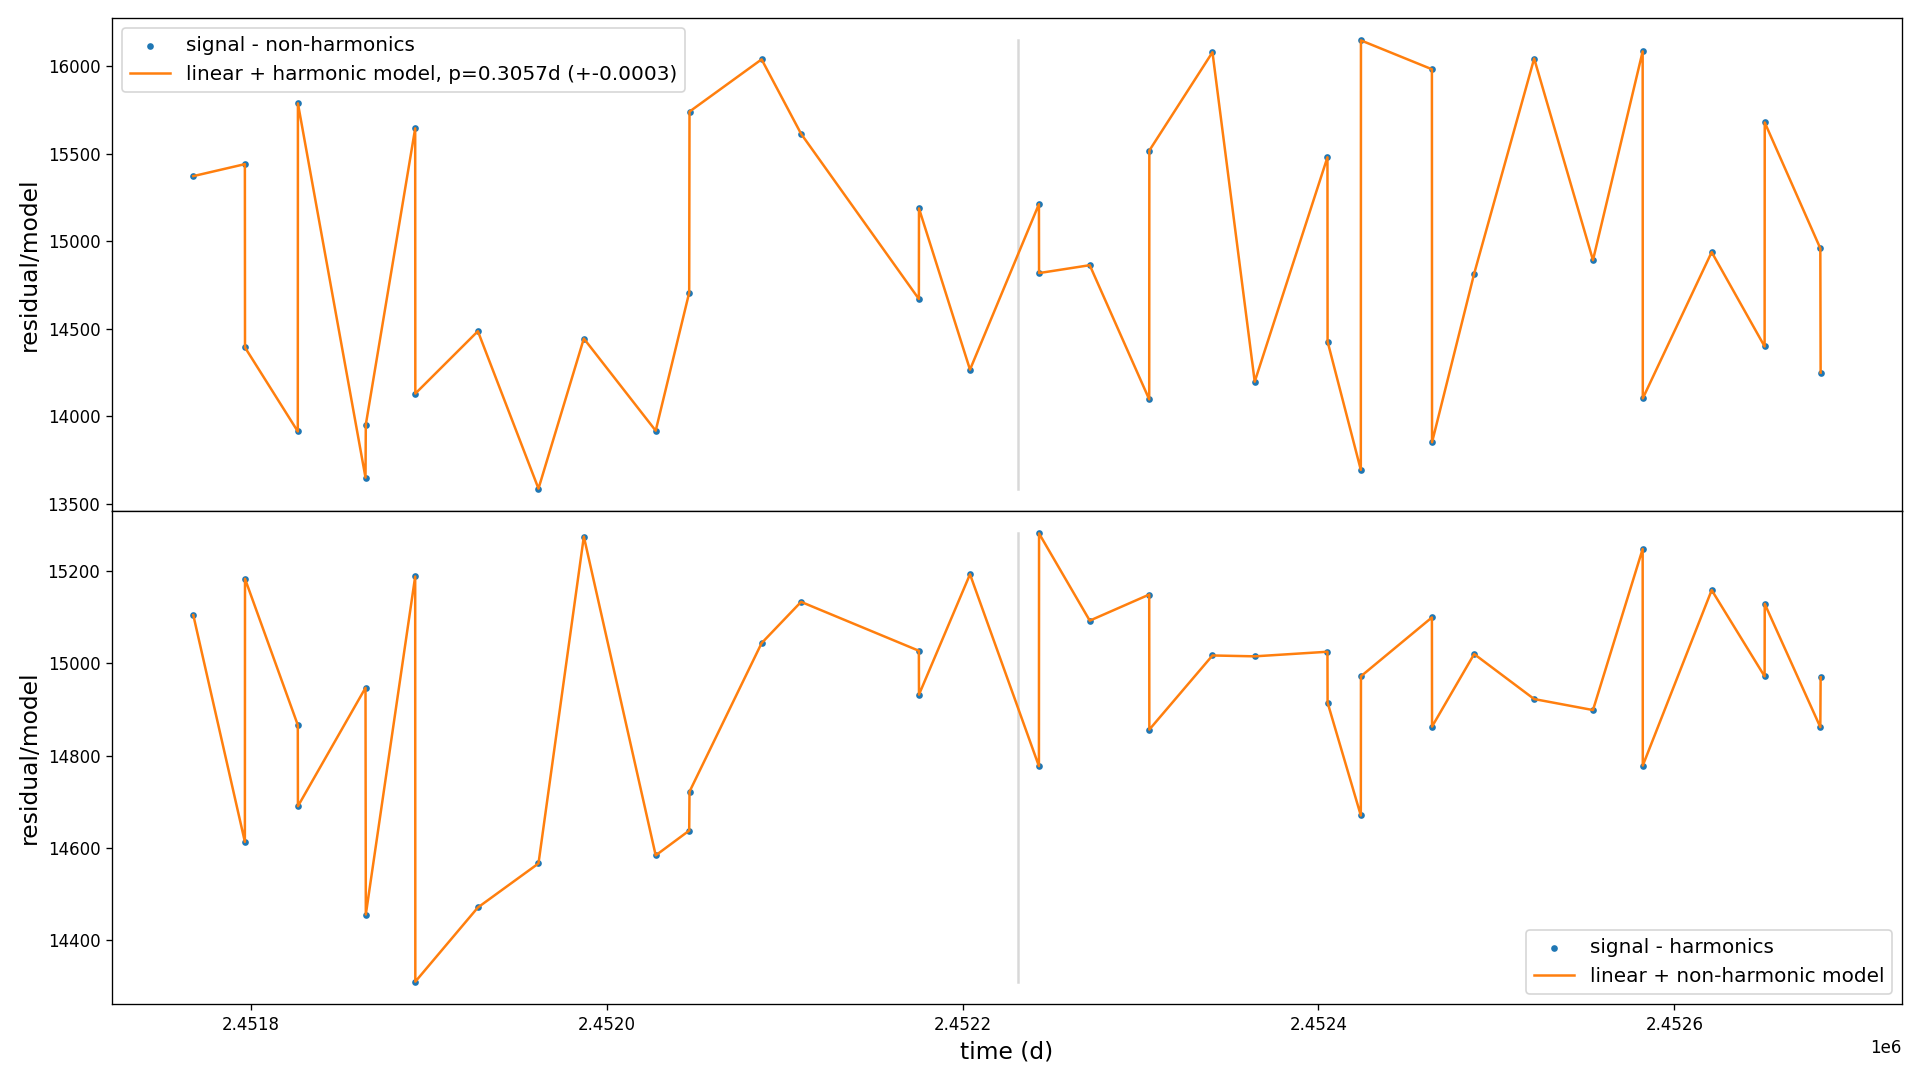 signal - non-harmonics
linear + harmonic model, p=0.3057d (+-0.0003)
residual/model
16000
15500
15000
14500
14000
13500
residual/model
15200
15000
14800
14600
14400
signal - harmonics
linear + non-harmonic model
2.4518
2.4520
2.4522
2.4524
2.4526
time (d)
1e6